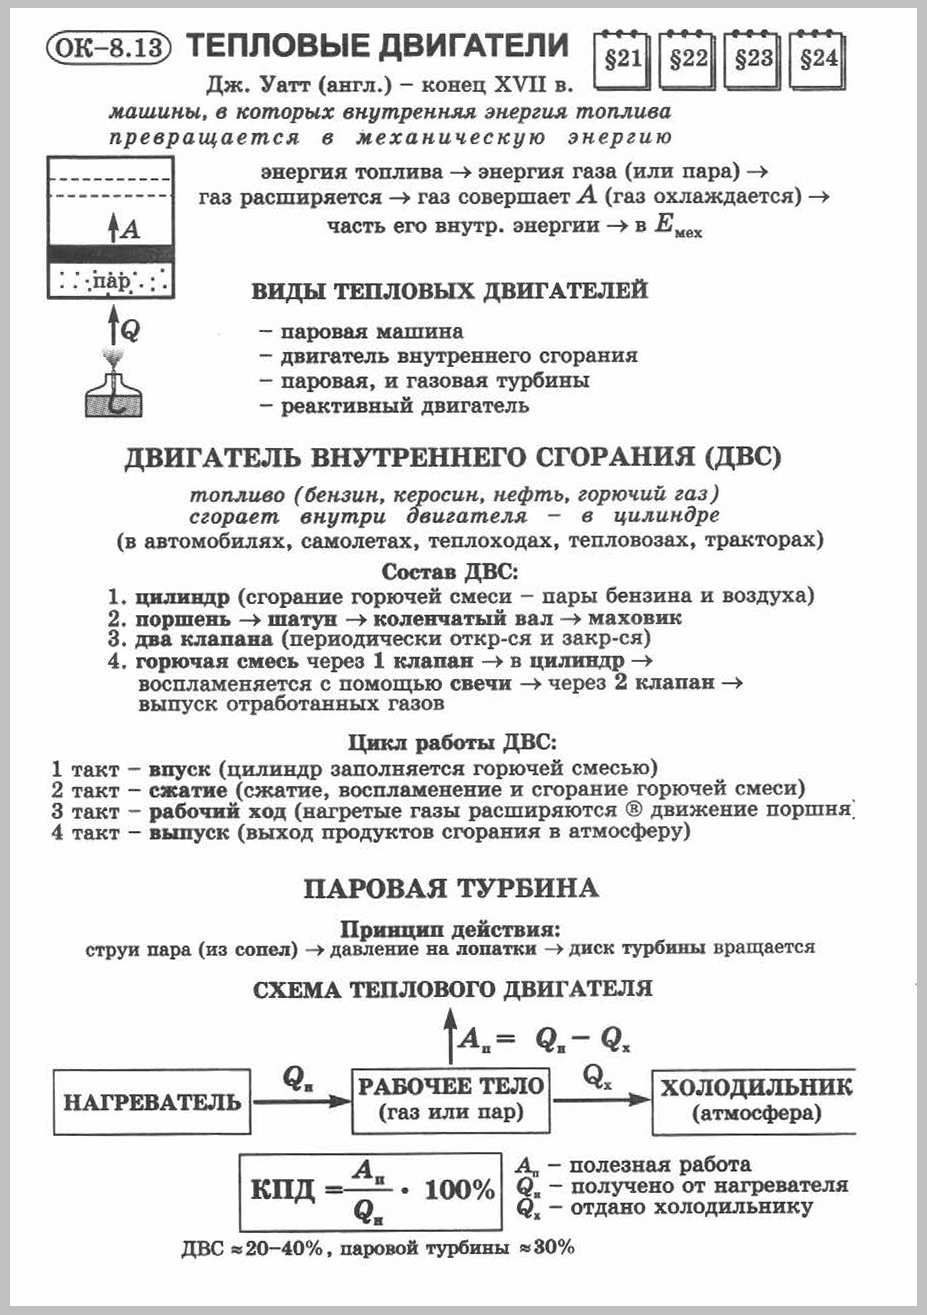 ОК–8.13 ТЕПЛОВЫЕ ДВИГАТЕЛИ §21 §22 §23 §24
Дж. Уатт (англ.) – конец XVII в.
машины, в которых внутренняя энергия топлива
превращается в механическую энергию
энергия топлива → энергия газа (или пара) →
газ расширяется → газ совершает A (газ охлаждается) →
часть его внутр. энергии → в Eмех
A
пар
Q
ВИДЫ ТЕПЛОВЫХ ДВИГАТЕЛЕЙ
– паровая машина
– двигатель внутреннего сгорания
– паровая, и газовая турбины
– реактивный двигатель
ДВИГАТЕЛЬ ВНУТРЕННЕГО СГОРАНИЯ (ДВС)
топливо (бензин, керосин, нефть, горючий газ)
сгорает внутри двигателя – в цилиндре
(в автомобилях, самолетах, теплоходах, тепловозах, тракторах)
Состав ДВС:
1. цилиндр (сгорание горючей смеси – пары бензина и воздуха)
2. поршень → шатун → коленчатый вал → маховик
3. два клапана (периодически откр-ся и закр-ся)
4. горючая смесь через 1 клапан → в цилиндр →
воспламеняется с помощью свечи → через 2 клапан →
выпуск отработанных газов
Цикл работы ДВС:
1 такт – впуск (цилиндр заполняется горючей смесью)
2 такт – сжатие (сжатие, воспламенение и сгорание горючей смеси)
3 такт – рабочий ход (нагретые газы расширяются ® движение поршня)
4 такт – выпуск (выход продуктов сгорания в атмосферу)
ПАРОВАЯ ТУРБИНА
Принцип действия:
струи пара (из сопел) → давление на лопатки → диск турбины вращается
СХЕМА ТЕПЛОВОГО ДВИГАТЕЛЯ
Aп = Qн – Qх
Qн Qх
НАГРЕВАТЕЛЬ РАБОЧЕЕ ТЕЛО ХОЛОДИЛЬНИК
(газ или пар) (атмосфера)
КПД = Aп / Qн · 100%
Aп – полезная работа
Qн – получено от нагревателя
Qх – отдано холодильнику
ДВС ≈20–40%, паровой турбины ≈30%